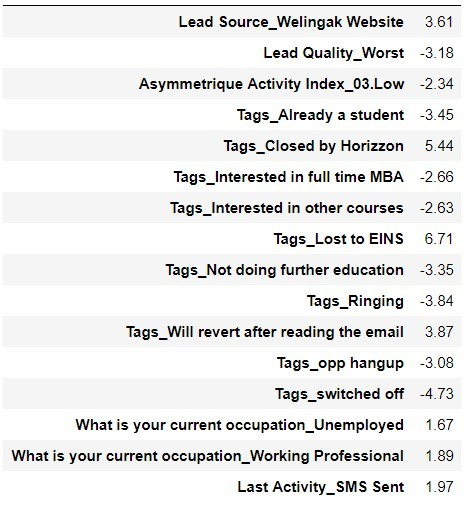 Lead Source_Welingak Website 3.61
Lead Quality_Worst -3.18
Asymmetrique Activity Index_03.Low -2.34
Tags_Already a student -3.45
Tags_Closed by Horizzon 5.44
Tags_Interested in full time MBA -2.66
Tags_Interested in other courses -2.63
Tags_Lost to EINS 6.71
Tags_Not doing further education -3.35
Tags_Ringing -3.84
Tags_Will revert after reading the email 3.87
Tags_opp hangup -3.08
Tags_switched off -4.73
What is your current occupation_Unemployed 1.67
What is your current occupation_Working Professional 1.89
Last Activity_SMS Sent 1.97